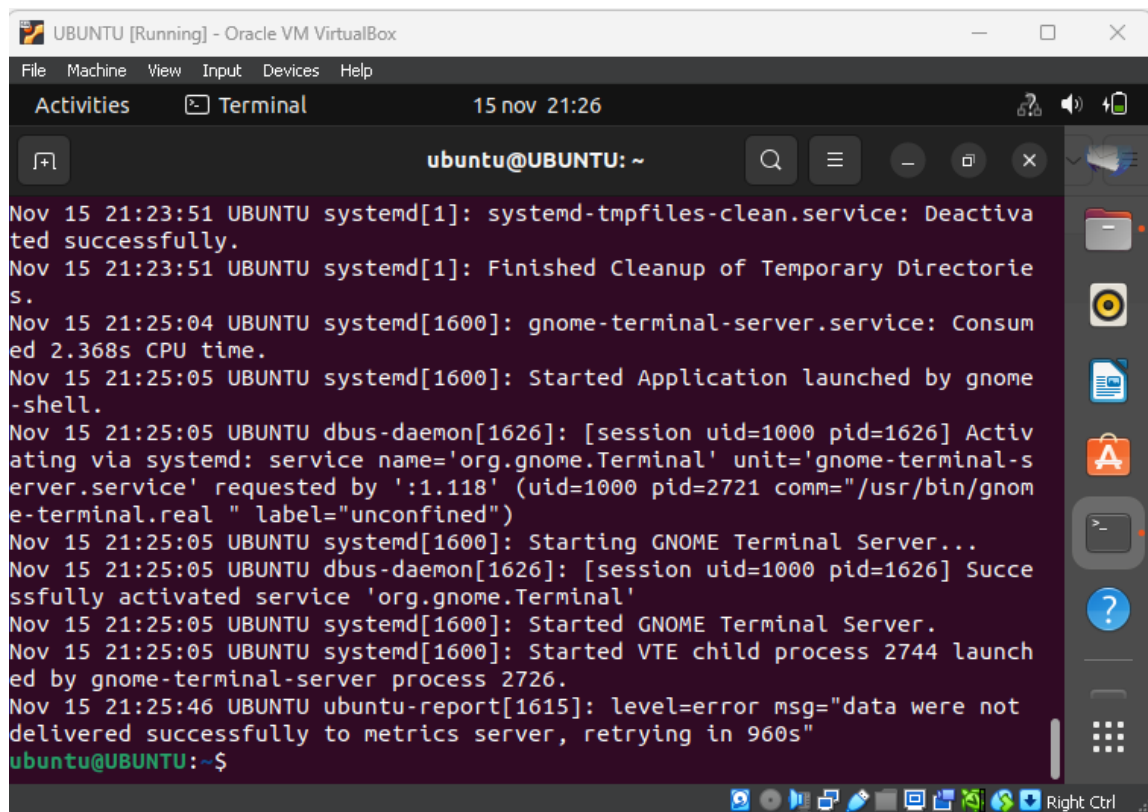 UBUNTU [Running] - Oracle VM VirtualBox
File Machine View Input Devices Help
Activities Terminal 15 nov 21:26
ubuntu@UBUNTU: ~
Nov 15 21:23:51 UBUNTU systemd[1]: systemd-tmpfiles-clean.service: Deactiva
ted successfully.
Nov 15 21:23:51 UBUNTU systemd[1]: Finished Cleanup of Temporary Directorie
s.
Nov 15 21:25:04 UBUNTU systemd[1600]: gnome-terminal-server.service: Consum
ed 2.368s CPU time.
Nov 15 21:25:05 UBUNTU systemd[1600]: Started Application launched by gnome
-shell.
Nov 15 21:25:05 UBUNTU dbus-daemon[1626]: [session uid=1000 pid=1626] Activ
ating via systemd: service name='org.gnome.Terminal' unit='gnome-terminal-s
erver.service' requested by ':1.118' (uid=1000 pid=2721 comm="/usr/bin/gnom
e-terminal.real " label="unconfined")
Nov 15 21:25:05 UBUNTU systemd[1600]: Starting GNOME Terminal Server...
Nov 15 21:25:05 UBUNTU dbus-daemon[1626]: [session uid=1000 pid=1626] Succe
ssfully activated service 'org.gnome.Terminal'
Nov 15 21:25:05 UBUNTU systemd[1600]: Started GNOME Terminal Server.
Nov 15 21:25:05 UBUNTU systemd[1600]: Started VTE child process 2744 launch
ed by gnome-terminal-server process 2726.
Nov 15 21:25:46 UBUNTU ubuntu-report[1615]: level=error msg="data were not
delivered successfully to metrics server, retrying in 960s"
ubuntu@UBUNTU:~$
Right Ctrl